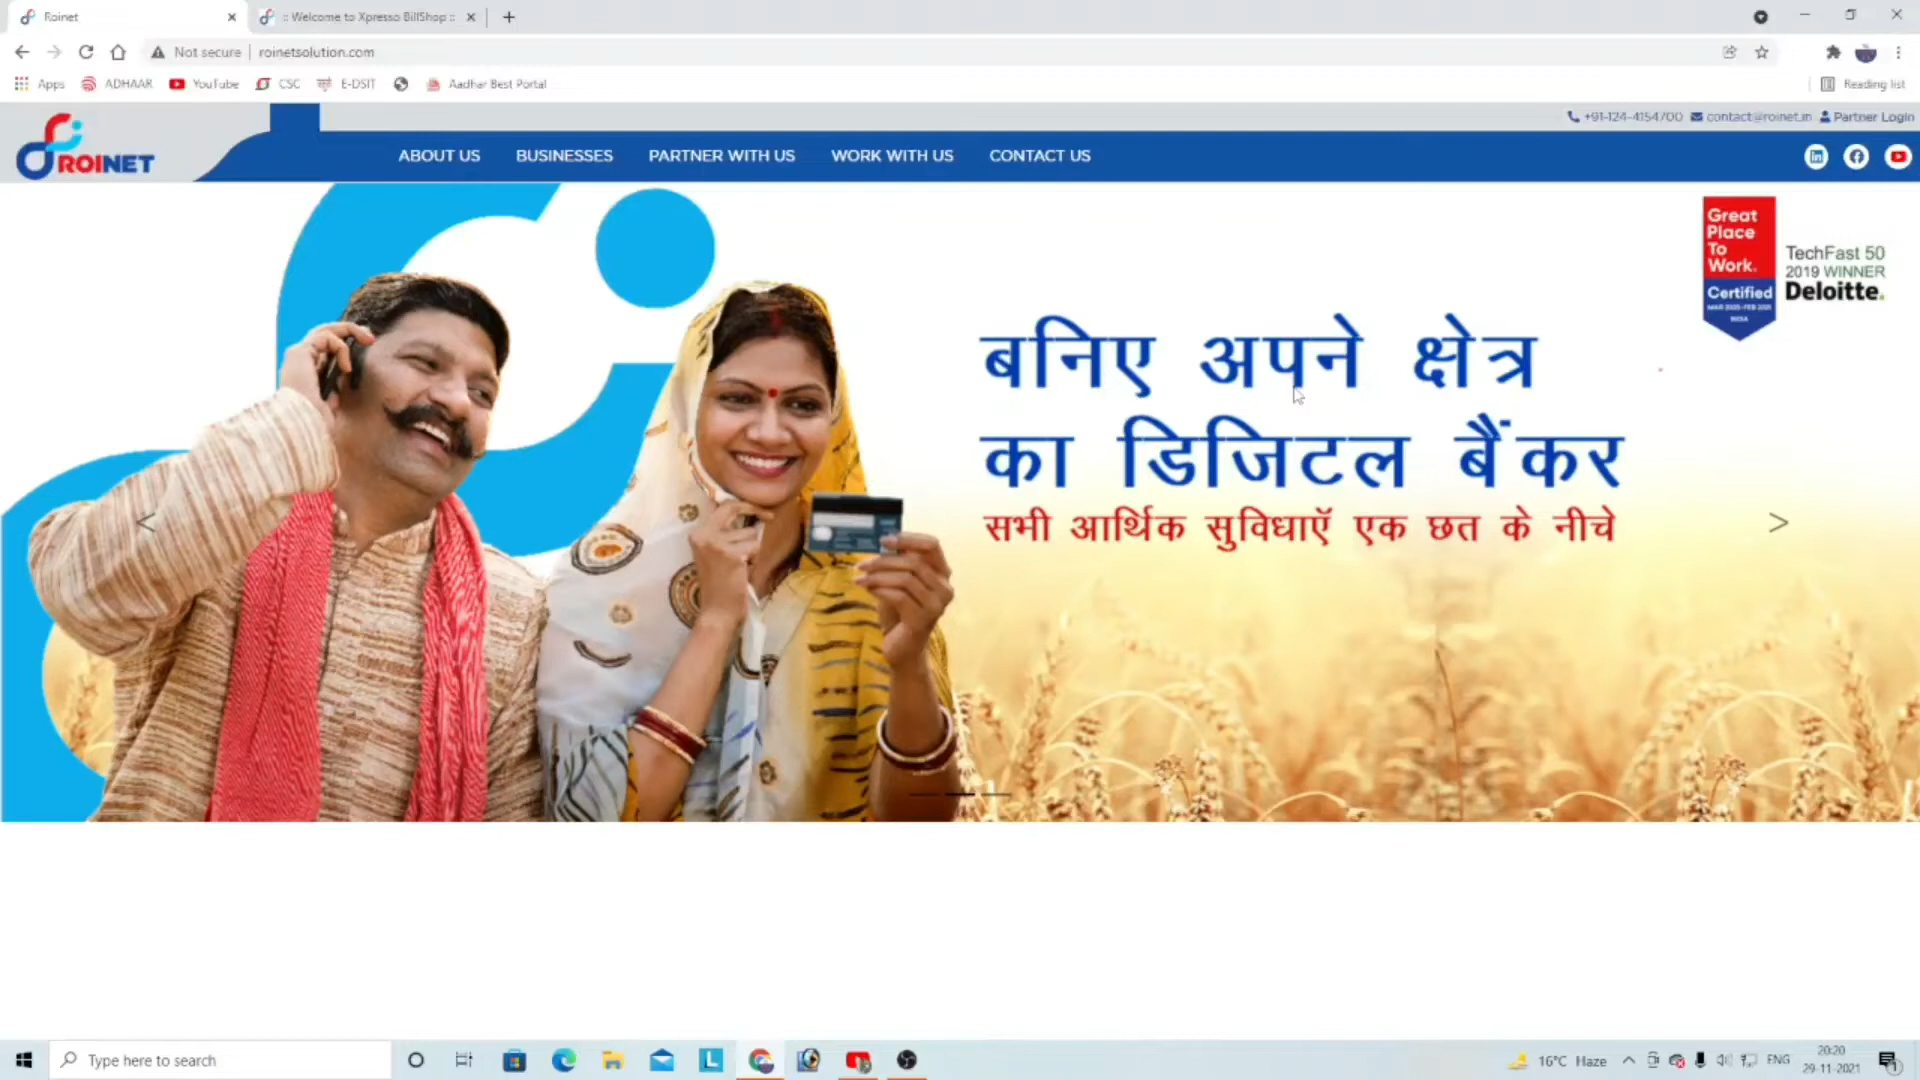 Roinet
:: Welcome to Xpresso BillShop ::
Not secure
roinetsolution.com
Apps
ADHAAR
YouTube
CSC
E-DSIT
Aadhar Best Portal
Reading list
+91-124-4154700
contact@roinet.in
Partner Login
ROINET
ABOUT US
BUSINESSES
PARTNER WITH US
WORK WITH US
CONTACT US
Great
Place
To
Work.
Certified
INDIA
TechFast 50
2019 WINNER
Deloitte.
बनिए अपने क्षेत्र
का डिजिटल बैंकर
सभी आर्थिक सुविधाएँ एक छत के नीचे
Type here to search
16°C Haze
ENG
20:20
29-11-2021